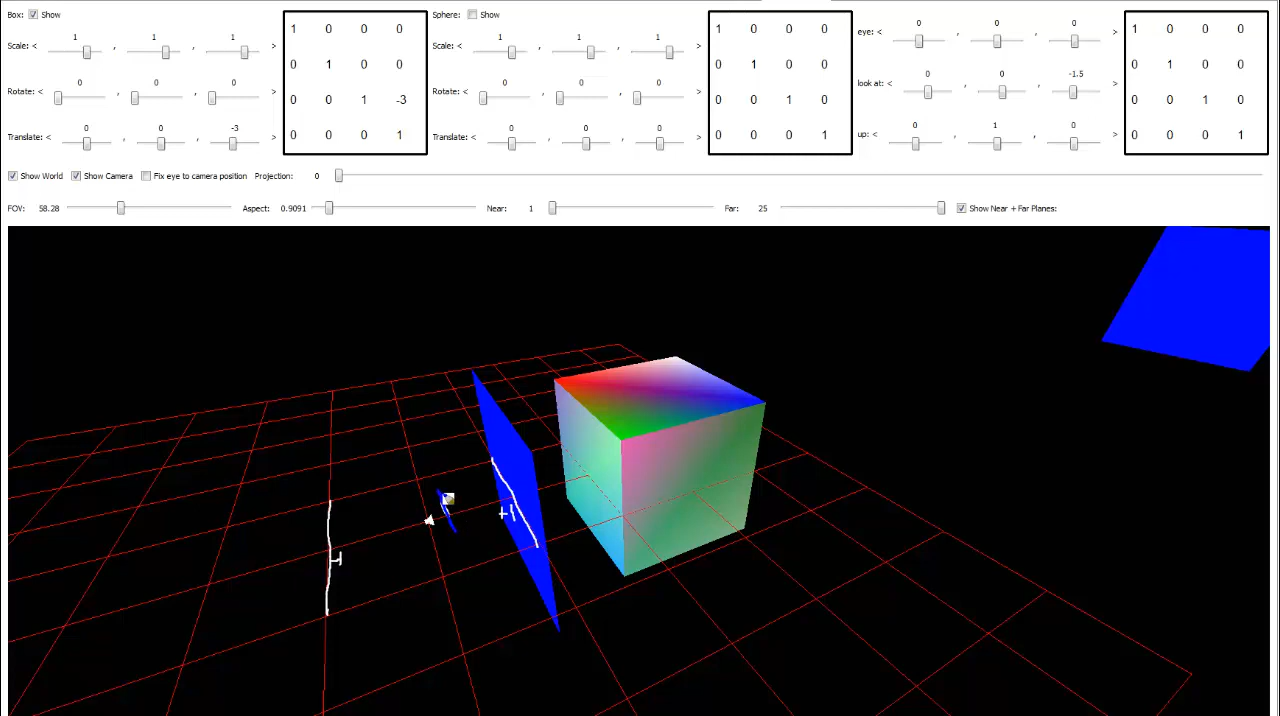 Box: Show
Scale: < 1 , 1 , 1 >
Rotate: < 0 , 0 , 0 >
Translate: < 0 , 0 , -3 >
1 0 0 0
0 1 0 0
0 0 1 -3
0 0 0 1
Sphere: Show
Scale: < 1 , 1 , 1 >
Rotate: < 0 , 0 , 0 >
Translate: < 0 , 0 , 0 >
1 0 0 0
0 1 0 0
0 0 1 0
0 0 0 1
eye: < 0 , 0 , 0 >
look at: < 0 , 0 , -1.5 >
up: < 0 , 1 , 0 >
1 0 0 0
0 1 0 0
0 0 1 0
0 0 0 1
Show World Show Camera Fix eye to camera position Projection: 0
FOV: 58.28 Aspect: 0.9091 Near: 1 Far: 25 Show Near +Far Planes: